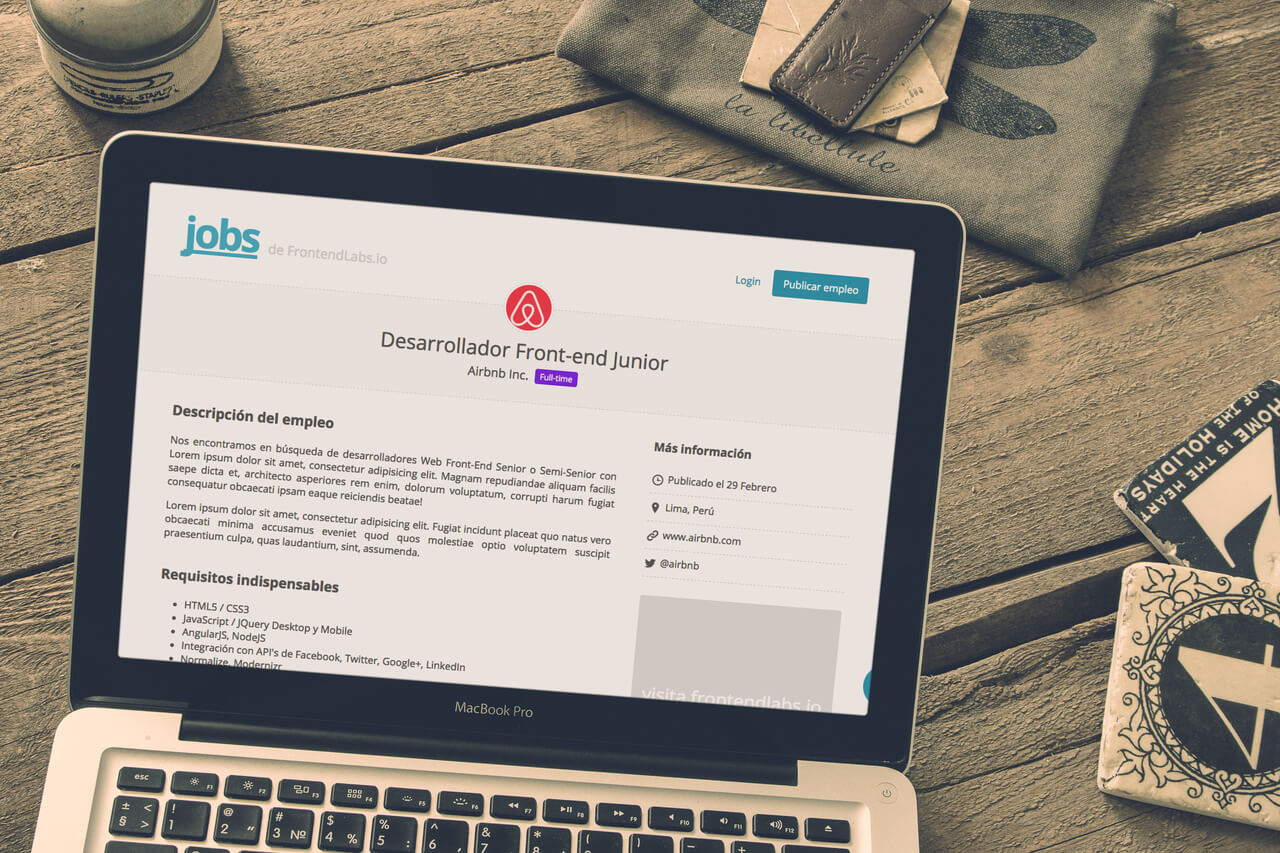 la libellule
jobs de FrontendLabs.io
Login
Publicar empleo
Desarrollador Front-end Junior
Airbnb Inc. Full-time
Descripción del empleo
Nos encontramos en búsqueda de desarrolladores Web Front-End Senior o Semi-Senior con
Lorem ipsum dolor sit amet, consectetur adipisicing elit. Magnam repudiandae aliquam facilis
saepe dicta et, architecto asperiores rem enim, dolorum voluptatum, corrupti harum fugiat
consequatur obcaecati ipsam eaque reiciendis beatae!
Lorem ipsum dolor sit amet, consectetur adipisicing elit. Fugiat incidunt placeat quo natus vero
obcaecati minima accusamus eveniet quod quos molestiae optio voluptatem suscipit
praesentium culpa, quas laudantium, sint, assumenda.
Requisitos indispensables
• HTML5 / CSS3
• JavaScript / JQuery Desktop y Mobile
• AngularJS, NodeJS
• Integración con API's de Facebook, Twitter, Google+, LinkedIn
• Normalize, Modernizr
Más información
Publicado el 29 Febrero
Lima, Perú
www.airbnb.com
@airbnb
visita frontendlabs.io
HOME IS THE HEART
OF THE HOLIDAYS
MacBook Pro
esc F1 F2 F3 F4 F5 F6 F7 F8 F9 F10 F11 F12
± § < > ! 1 @ 2 " # 3 № $ 4 % % 5 : ^ 6 , & 7 * 8 ( )